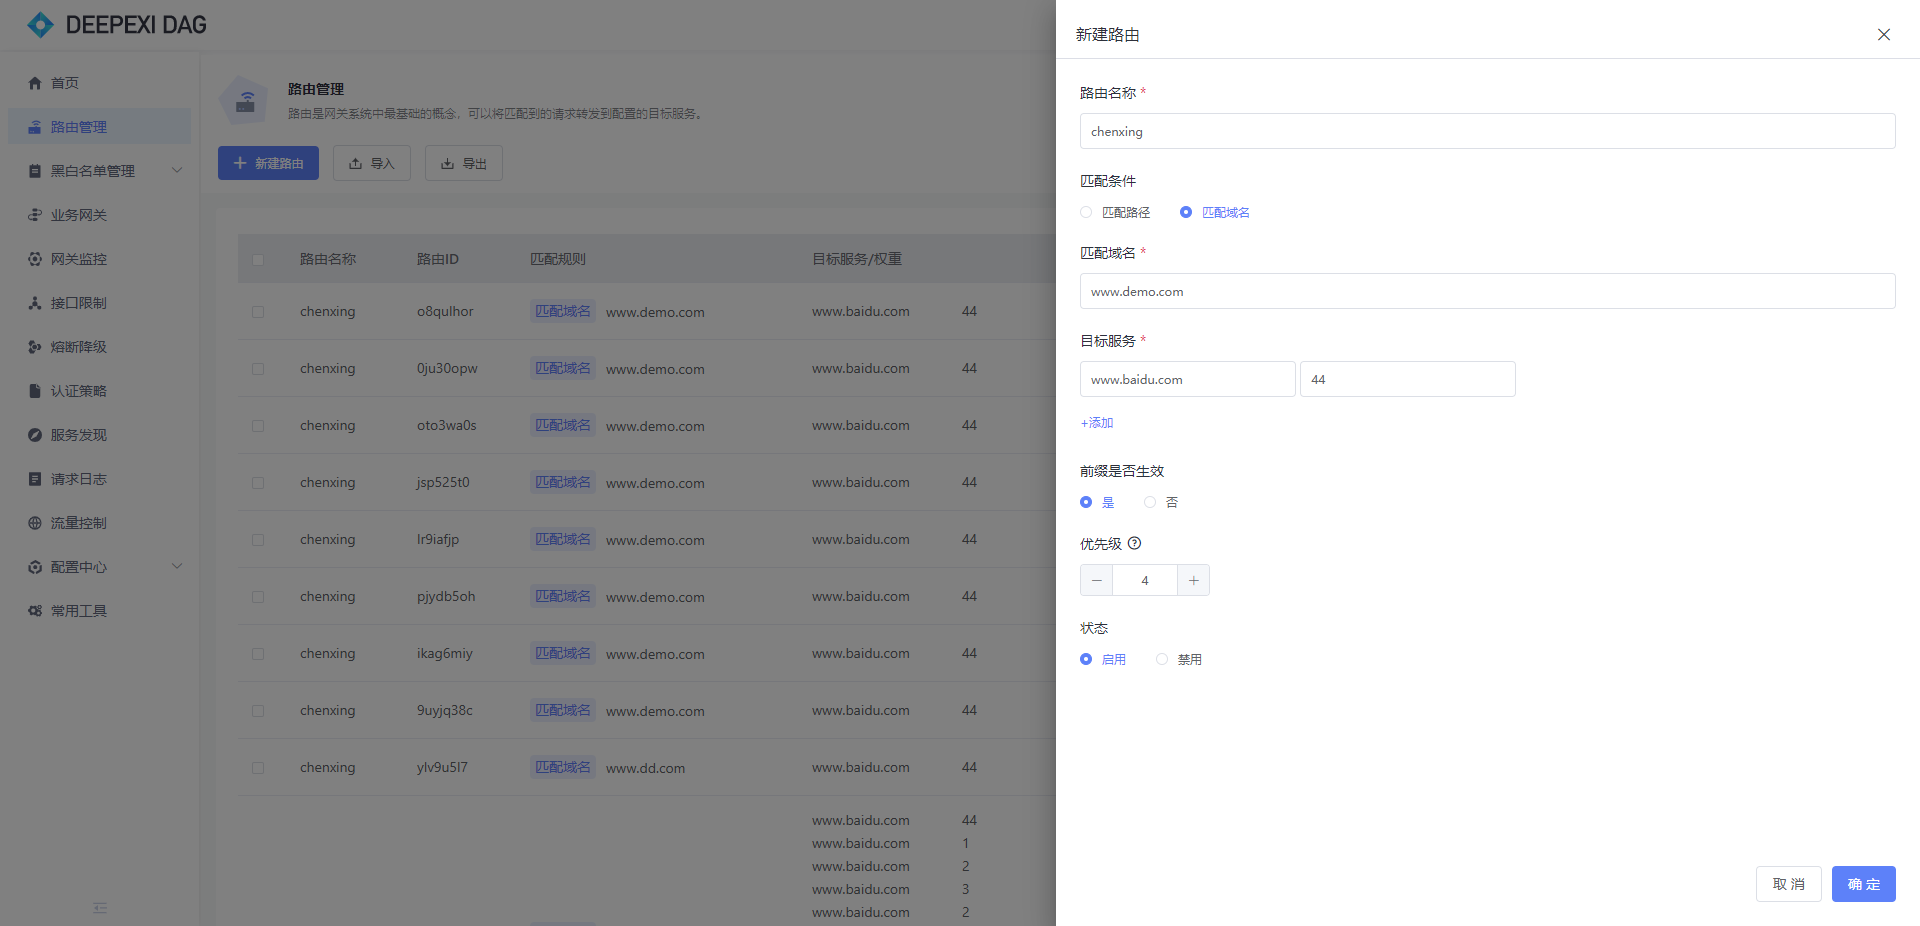 DEEPEXI DAG
首页
路由管理
黑白名单管理
业务网关
网关监控
接口限制
熔断降级
认证策略
服务发现
请求日志
流量控制
配置中心
常用工具
路由管理
路由是网关系统中最基础的概念，可以将匹配到的请求转发到配置的目标服务。
新建路由 导入 导出
路由名称 路由ID 匹配规则 目标服务/权重
chenxing o8qulhor 匹配域名 www.demo.com www.baidu.com 44
chenxing 0ju30opw 匹配域名 www.demo.com www.baidu.com 44
chenxing oto3wa0s 匹配域名 www.demo.com www.baidu.com 44
chenxing jsp525t0 匹配域名 www.demo.com www.baidu.com 44
chenxing lr9iafjp 匹配域名 www.demo.com www.baidu.com 44
chenxing pjydb5oh 匹配域名 www.demo.com www.baidu.com 44
chenxing ikag6miy 匹配域名 www.demo.com www.baidu.com 44
chenxing 9uyjq38c 匹配域名 www.demo.com www.baidu.com 44
chenxing ylv9u5l7 匹配域名 www.dd.com www.baidu.com 44
www.baidu.com 44
www.baidu.com 1
www.baidu.com 2
www.baidu.com 3
www.baidu.com 2
新建路由
路由名称 *
chenxing
匹配条件
匹配路径 匹配域名
匹配域名 *
www.demo.com
目标服务 *
www.baidu.com 44
+添加
前缀是否生效
是 否
优先级 ?
− 4 +
状态
启用 禁用
取 消 确 定